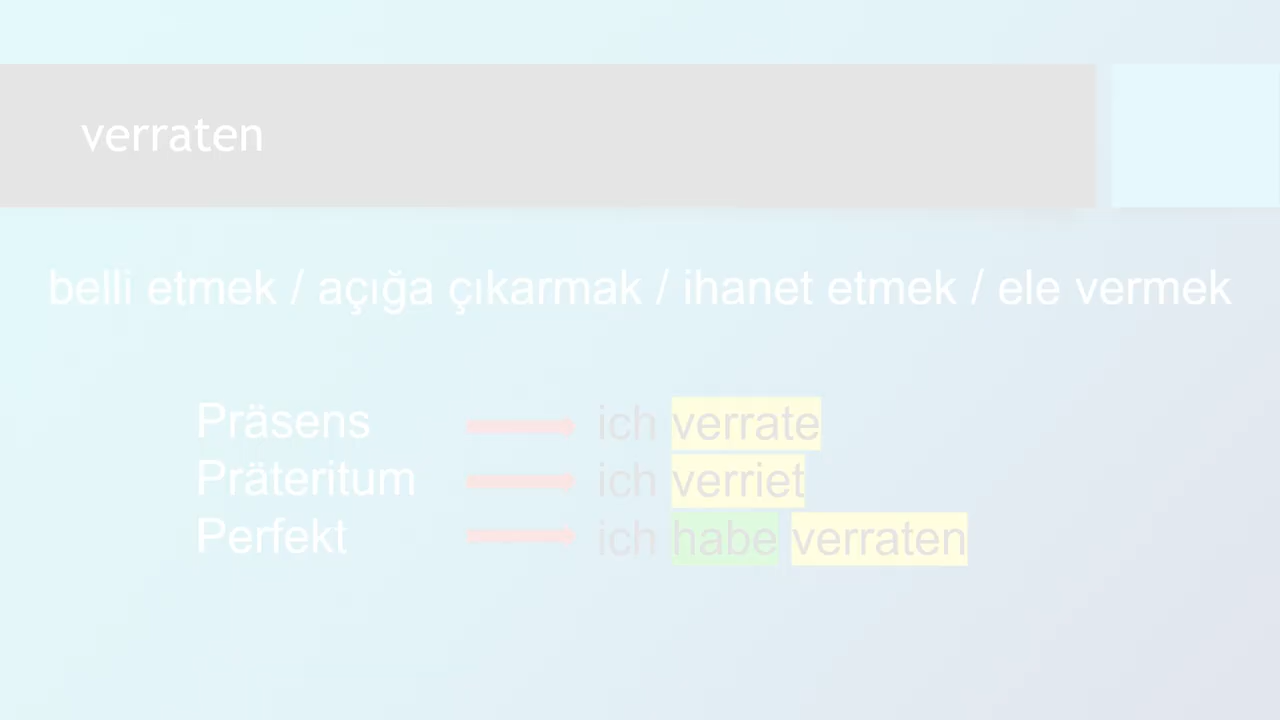 verraten
belli etmek / açığa çıkarmak / ihanet etmek / ele vermek
Präsens ich verrate
Präteritum ich verriet
Perfekt ich habe verraten